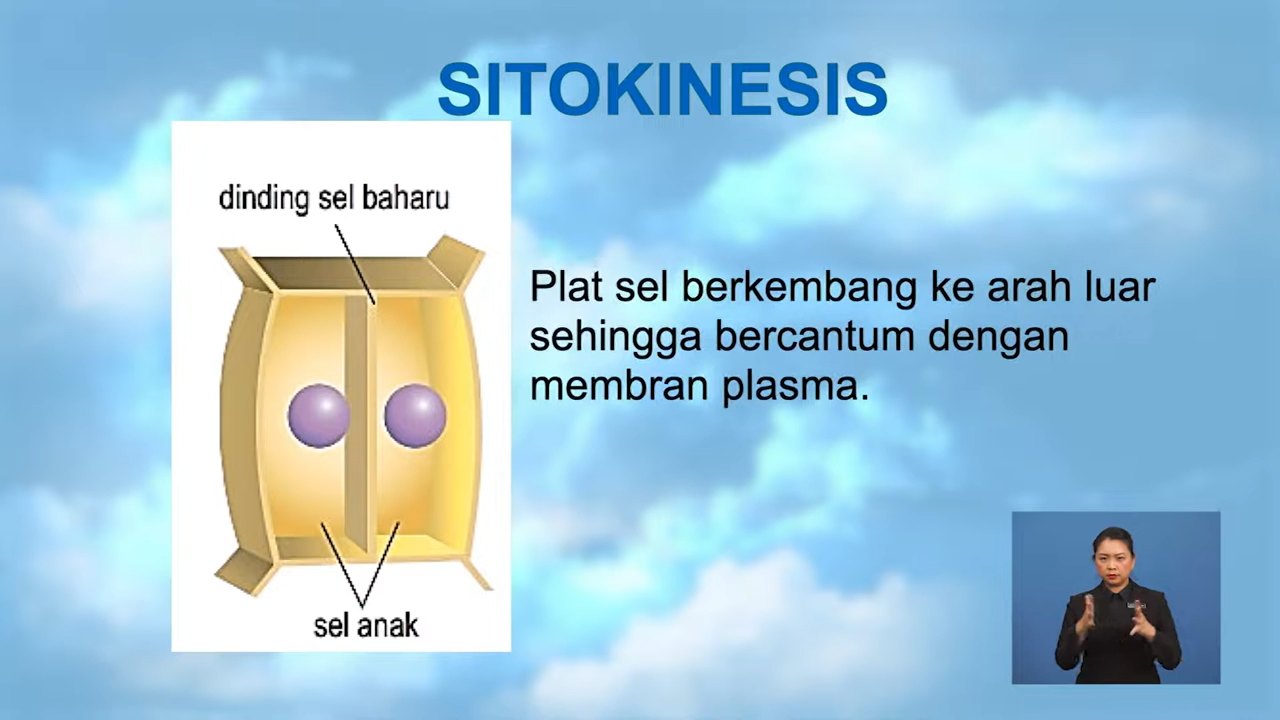 SITOKINESIS
dinding sel baharu
Plat sel berkembang ke arah luar
sehingga bercantum dengan
membran plasma.
sel anak